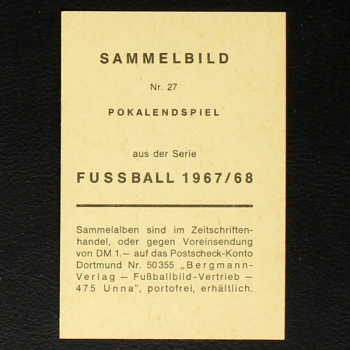 SAMMELBILD
Nr. 27
POKALENDSPIEL
aus der Serie
FUSSBALL 1967/68
Sammelalben sind im Zeitschriften-
handel, oder gegen Voreinsendung
von DM 1.— auf das Postscheck-Konto
Dortmund Nr. 50355 „Bergmann-
Verlag — Fußballbild-Vertrieb —
475 Unna", portofrei, erhältlich.